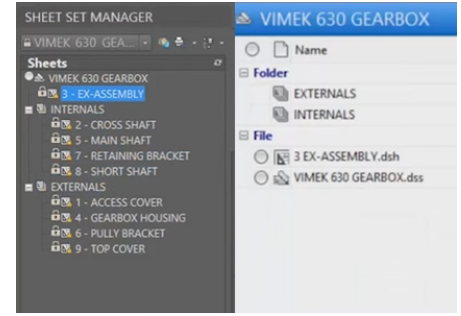 SHEET SET MANAGER
VIMEK 630 GEA...
Sheets
VIMEK 630 GEARBOX
3 - EX-ASSEMBLY
INTERNALS
2 - CROSS SHAFT
5 - MAIN SHAFT
7 - RETAINING BRACKET
8 - SHORT SHAFT
EXTERNALS
1 - ACCESS COVER
4 - GEARBOX HOUSING
6 - PULLY BRACKET
9 - TOP COVER
VIMEK 630 GEARBOX
Name
Folder
EXTERNALS
INTERNALS
File
3 EX-ASSEMBLY.dsh
VIMEK 630 GEARBOX.dss